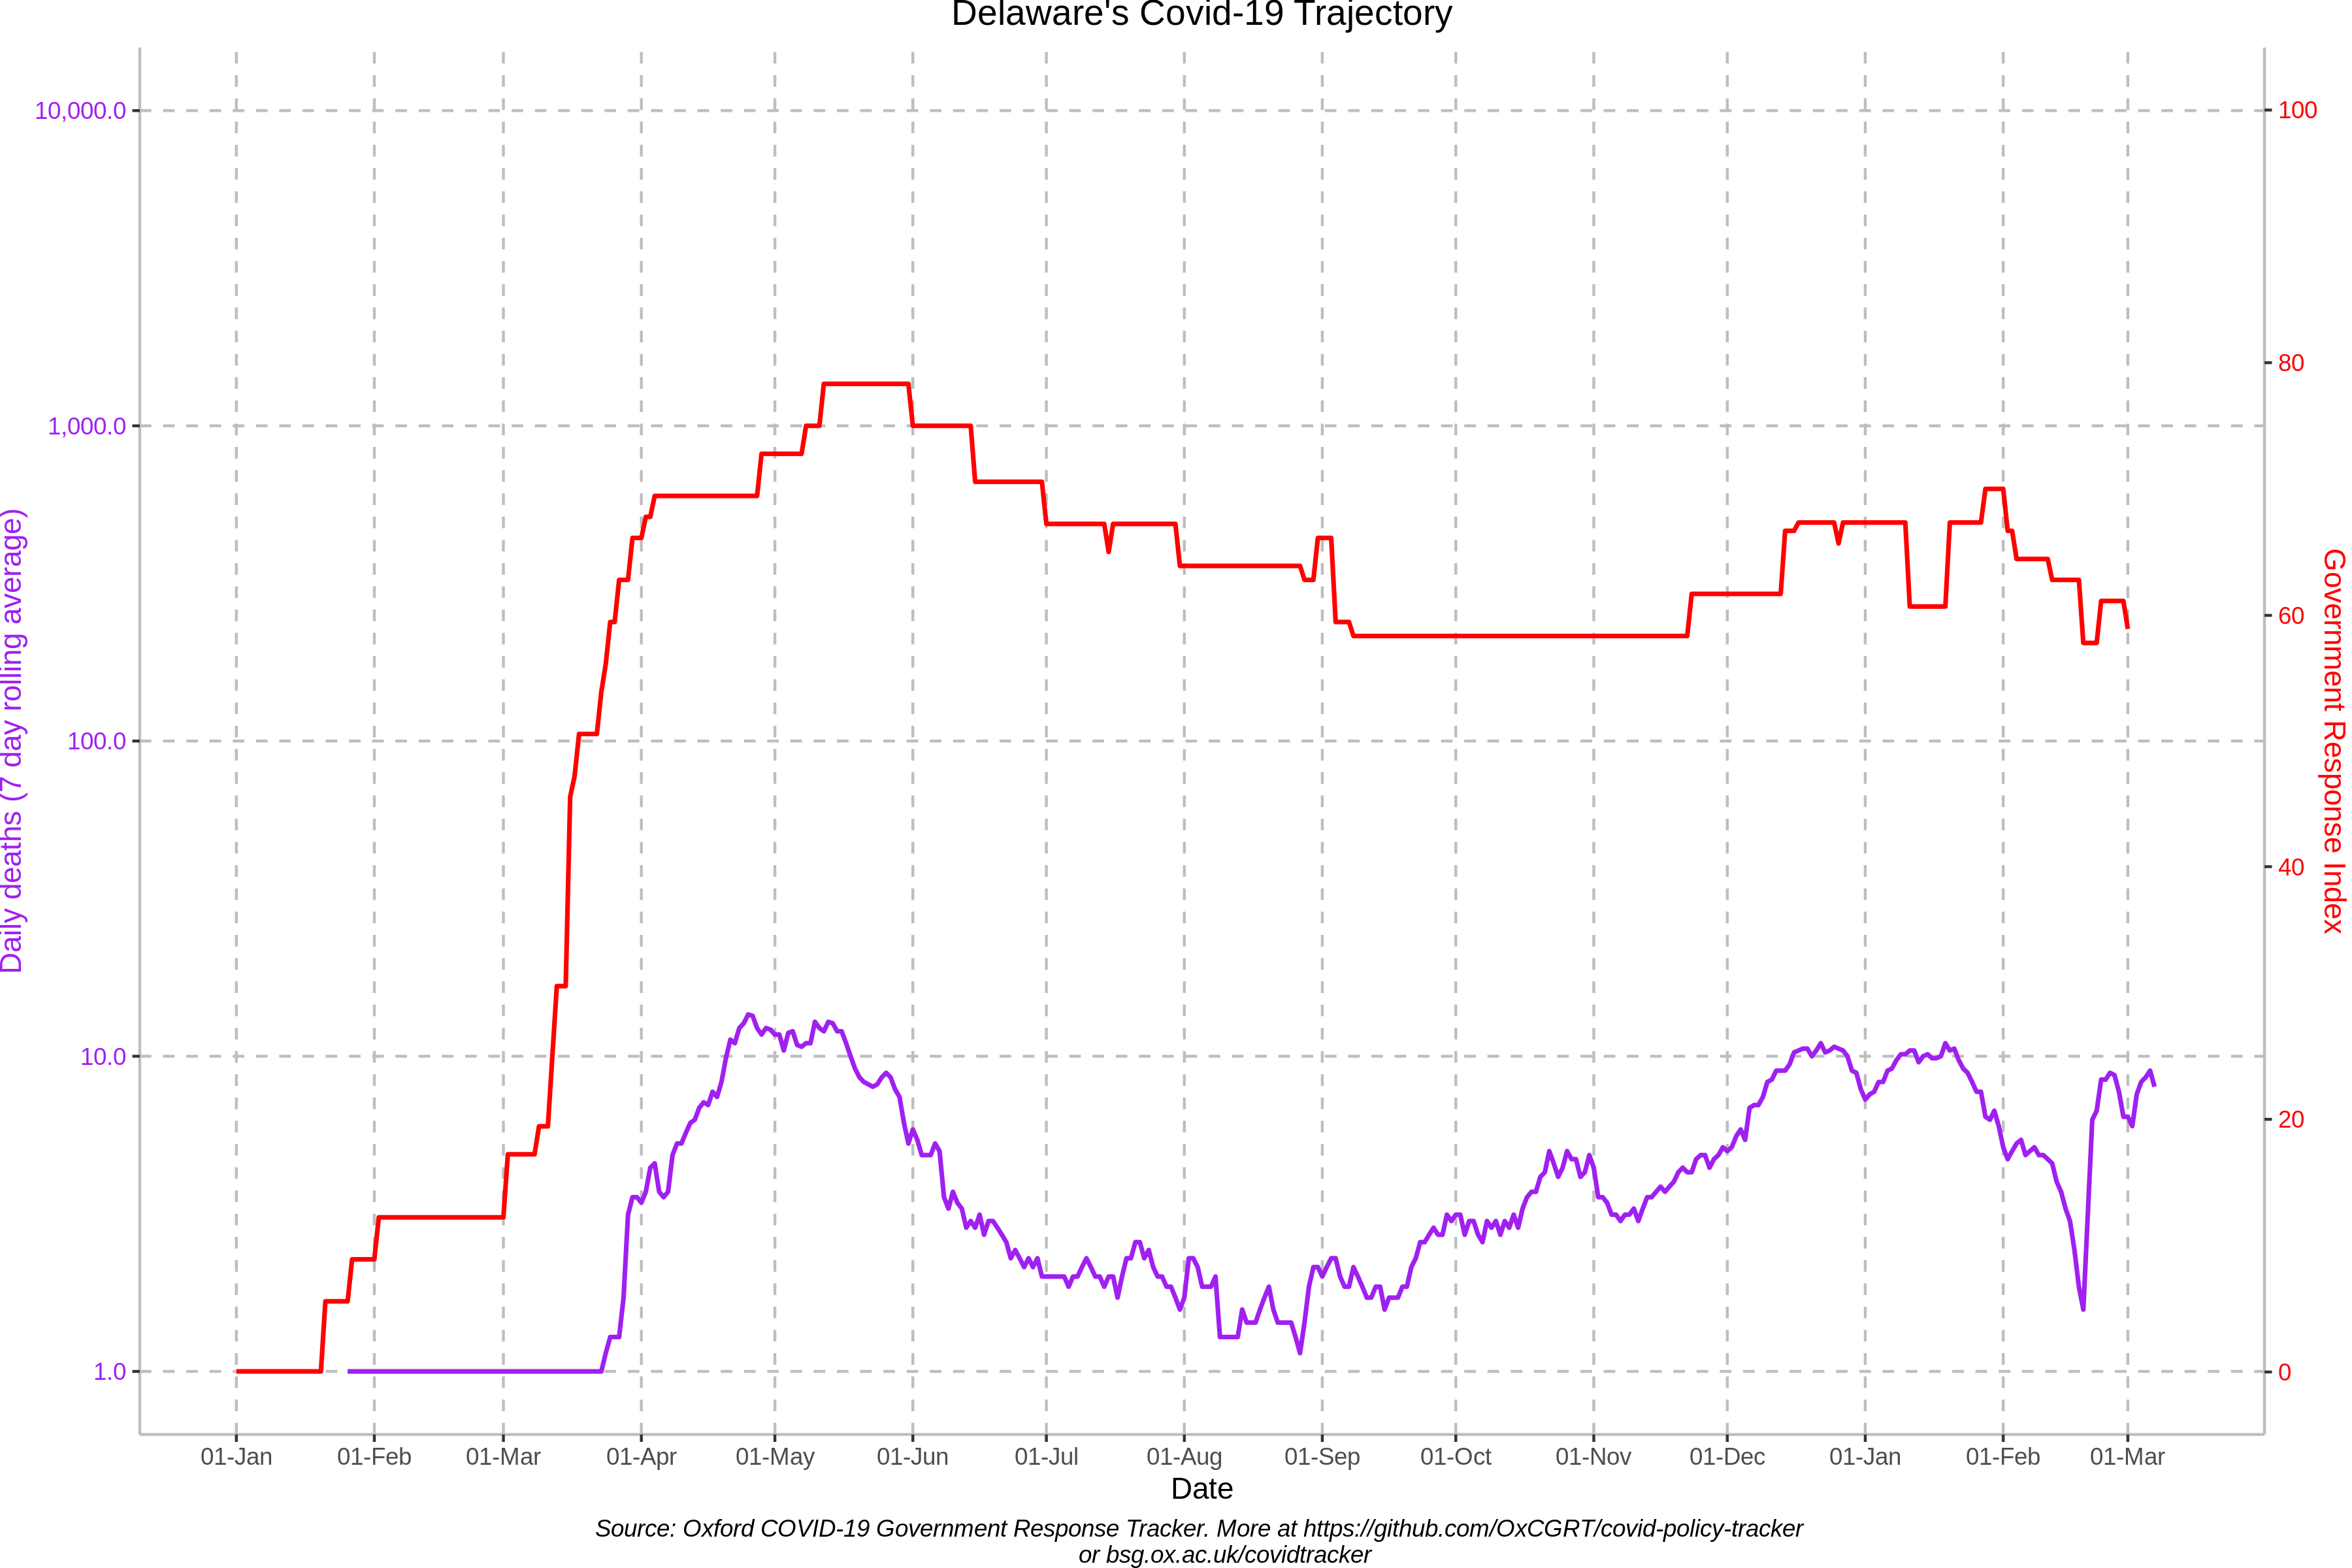 Delaware's Covid-19 Trajectory
10,000.0
1,000.0
100.0
10.0
1.0
Daily deaths (7 day rolling average)
100
80
60
40
20
0
Government Response Index
01-Jan 01-Feb 01-Mar 01-Apr 01-May 01-Jun 01-Jul 01-Aug 01-Sep 01-Oct 01-Nov 01-Dec 01-Jan 01-Feb 01-Mar
Date
Source: Oxford COVID-19 Government Response Tracker. More at https://github.com/OxCGRT/covid-policy-tracker
or bsg.ox.ac.uk/covidtracker